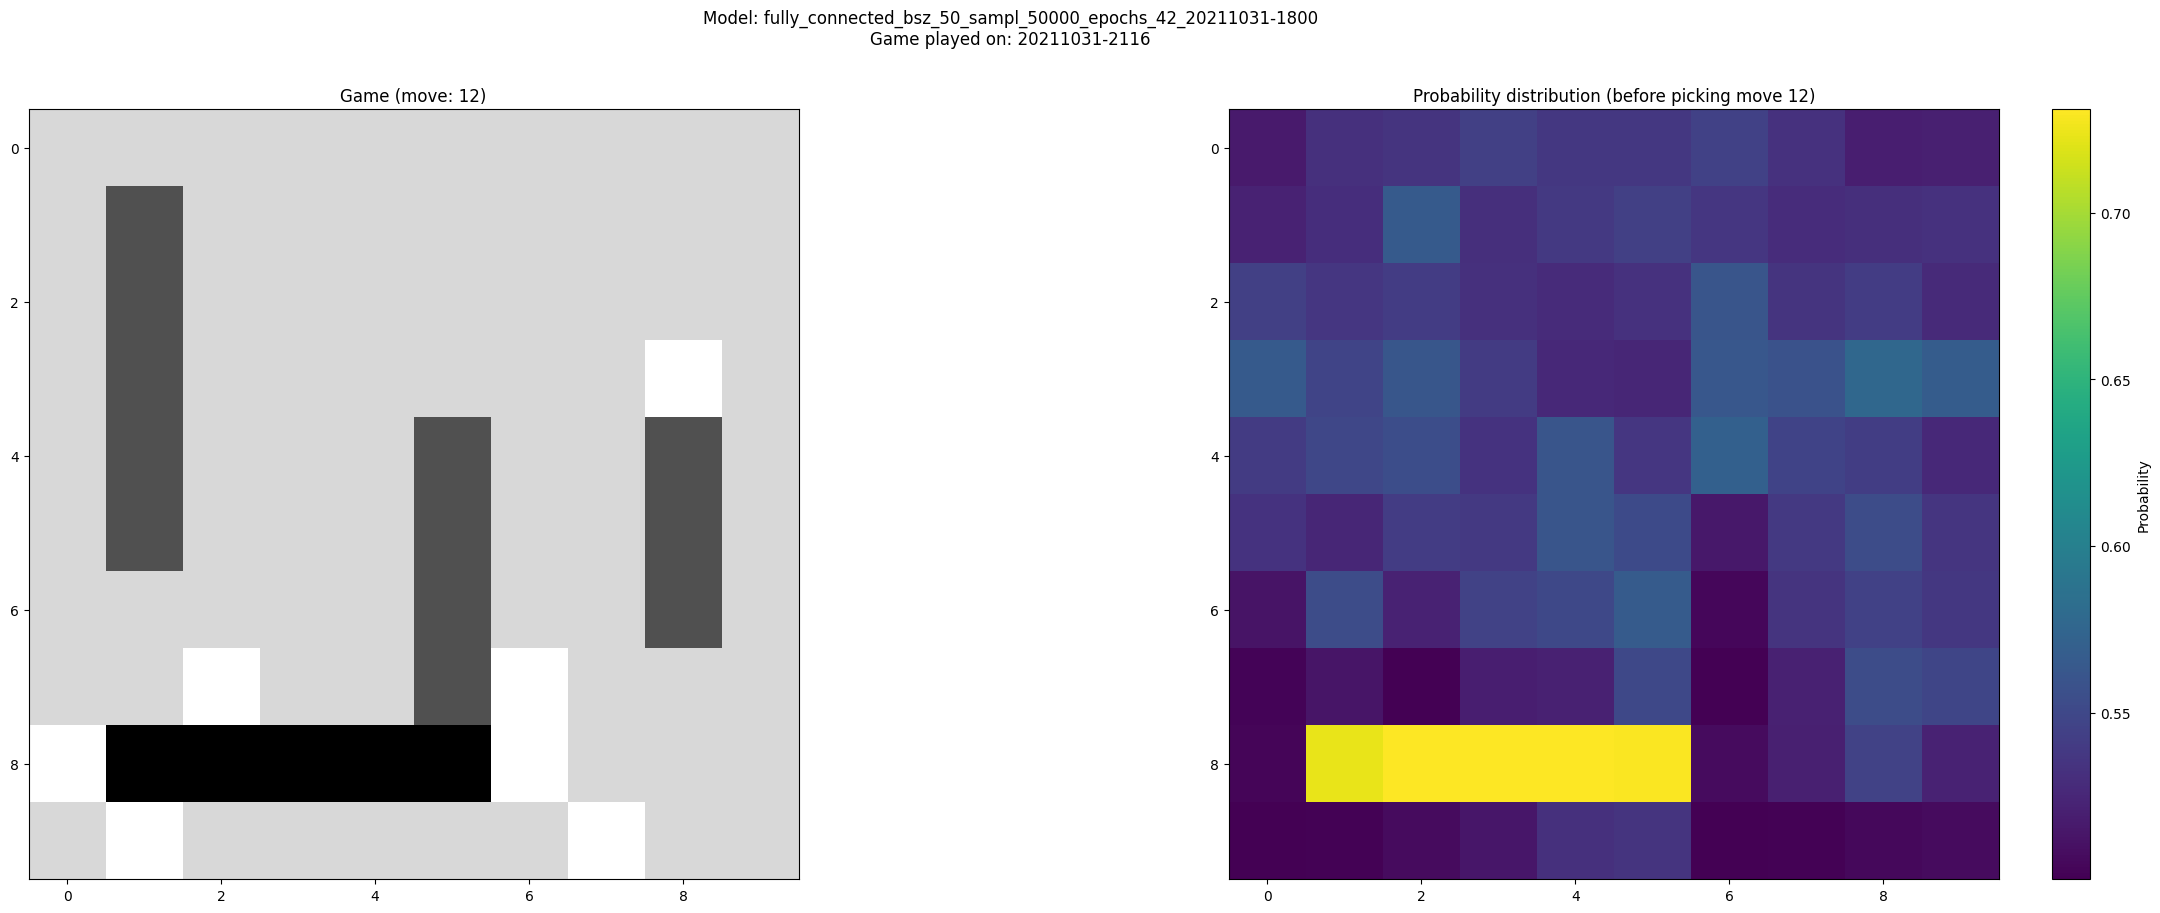 Model: fully_connected_bsz_50_sampl_50000_epochs_42_20211031-1800
Game played on: 20211031-2116
Game (move: 12)
0
2
4
6
8
0 2 4 6 8
Probability distribution (before picking move 12)
0
2
4
6
8
0 2 4 6 8
0.70
0.65
0.60
0.55
Probability